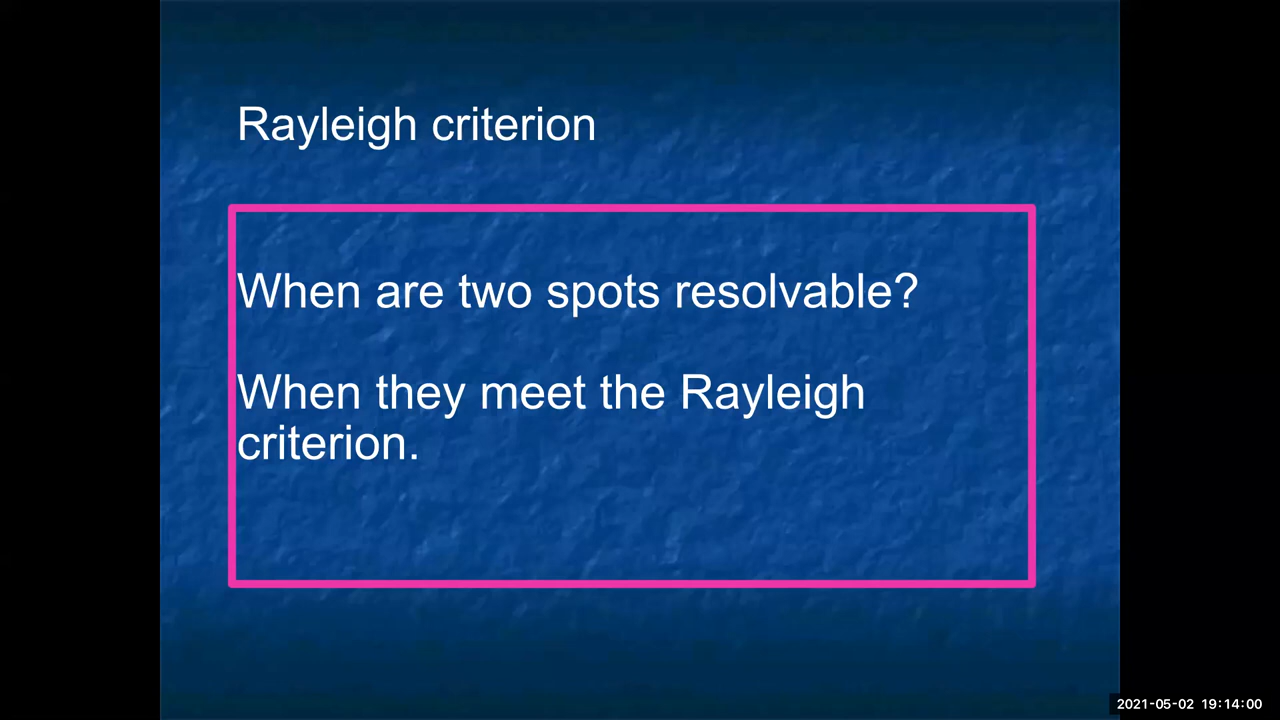 Rayleigh criterion
When are two spots resolvable?
When they meet the Rayleigh
criterion.
2021-05-02 19:14:00